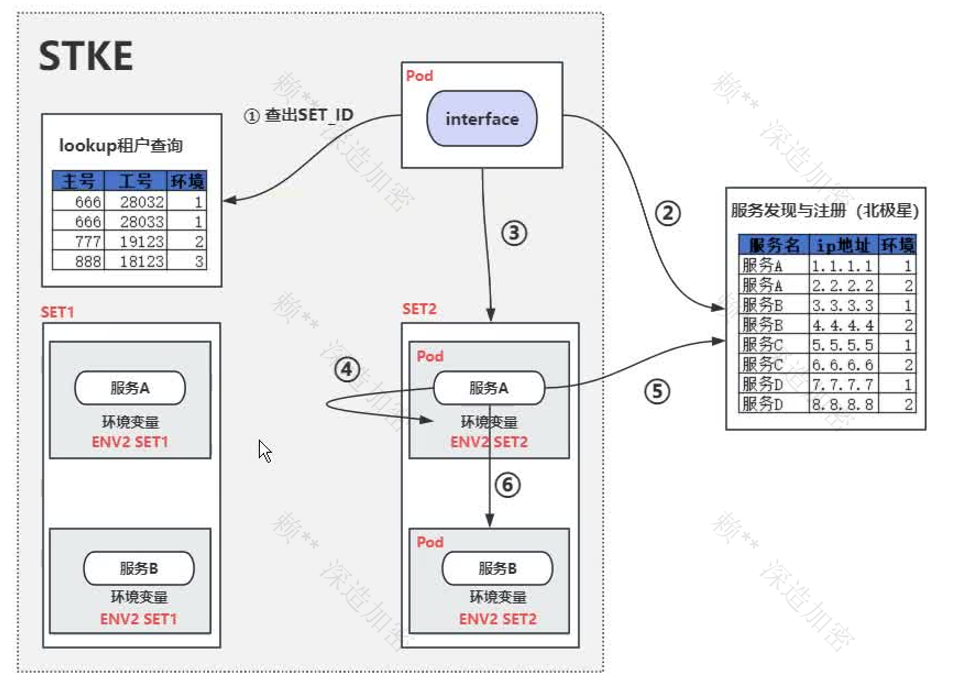 STKE
Pod
interface
① 查出SET_ID
lookup租户查询
主号 工号 环境
666 28032 1
666 28033 1
777 19123 2
888 18123 3
②
③
服务发现与注册（北极星)
服务名 ip地址 环境
服务A 1.1.1.1 1
服务A 2.2.2.2 2
服务B 3.3.3.3 1
服务B 4.4.4.4 2
服务C 5.5.5.5 1
服务C 6.6.6.6 2
服务D 7.7.7.7 1
服务D 8.8.8.8 2
SET1
服务A
环境变量
ENV2 SET1
服务B
环境变量
ENV2 SET1
SET2
Pod
④
服务A
⑤
环境变量
ENV2 SET2
⑥
Pod
服务B
环境变量
ENV2 SET2
赖** 深造加密
赖** 深造加密
赖** 深造加密
赖** 深造加密
赖** 深造加密
赖** 深造加密